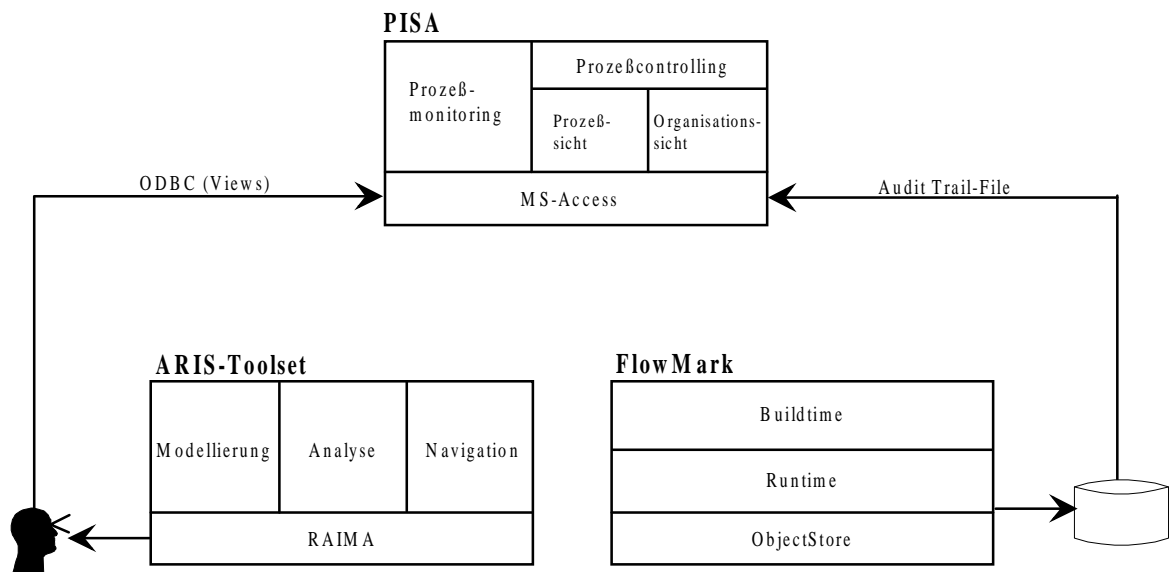 PISA
Prozeßcontrolling
Prozeß-
monitoring
Prozeß-
sicht
Organisations-
sicht
MS-Access
ODBC (Views)
Audit Trail-File
ARIS-Toolset
Modellierung
Analyse
Navigation
RAIMA
FlowMark
Buildtime
Runtime
ObjectStore